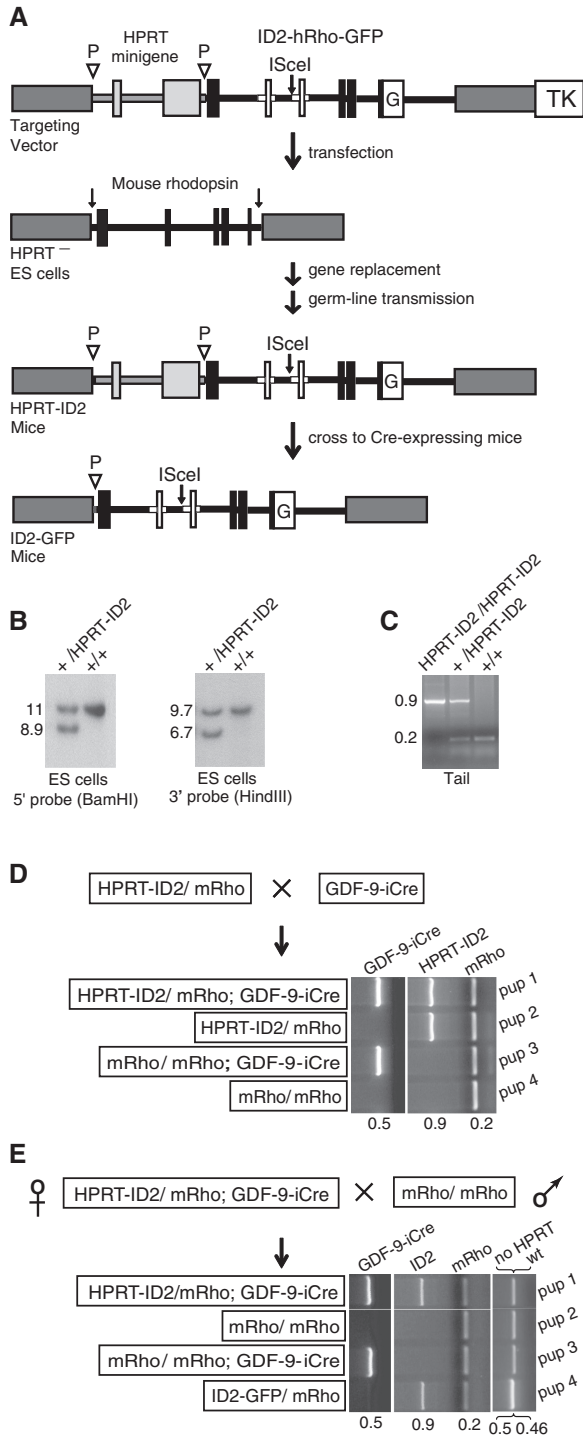 A
P
HPRT
minigene
P
ID2-hRho-GFP
ISceI
G
TK
Targeting
Vector
transfection
Mouse rhodopsin
HPRT –
ES cells
gene replacement
germ-line transmission
P
P
ISceI
G
HPRT-ID2
Mice
cross to Cre-expressing mice
P
ISceI
G
ID2-GFP
Mice
B
+/HPRT-ID2
+/+
11
8.9
ES cells
5' probe (BamHI)
+/HPRT-ID2
+/+
9.7
6.7
ES cells
3' probe (HindIII)
C
HPRT-ID2/HPRT-ID2
+/HPRT-ID2
+/+
0.9
0.2
Tail
D
HPRT-ID2/ mRho × GDF-9-iCre
GDF-9-iCre HPRT-ID2 mRho
HPRT-ID2/ mRho; GDF-9-iCre pup 1
HPRT-ID2/ mRho pup 2
mRho/ mRho; GDF-9-iCre pup 3
mRho/ mRho pup 4
0.5 0.9 0.2
E
♀ HPRT-ID2/ mRho; GDF-9-iCre × mRho/ mRho ♂
GDF-9-iCre ID2 mRho no HPRT wt
HPRT-ID2/mRho; GDF-9-iCre pup 1
mRho/ mRho pup 2
mRho/ mRho; GDF-9-iCre pup 3
ID2-GFP/ mRho pup 4
0.5 0.9 0.2 0.5 0.46